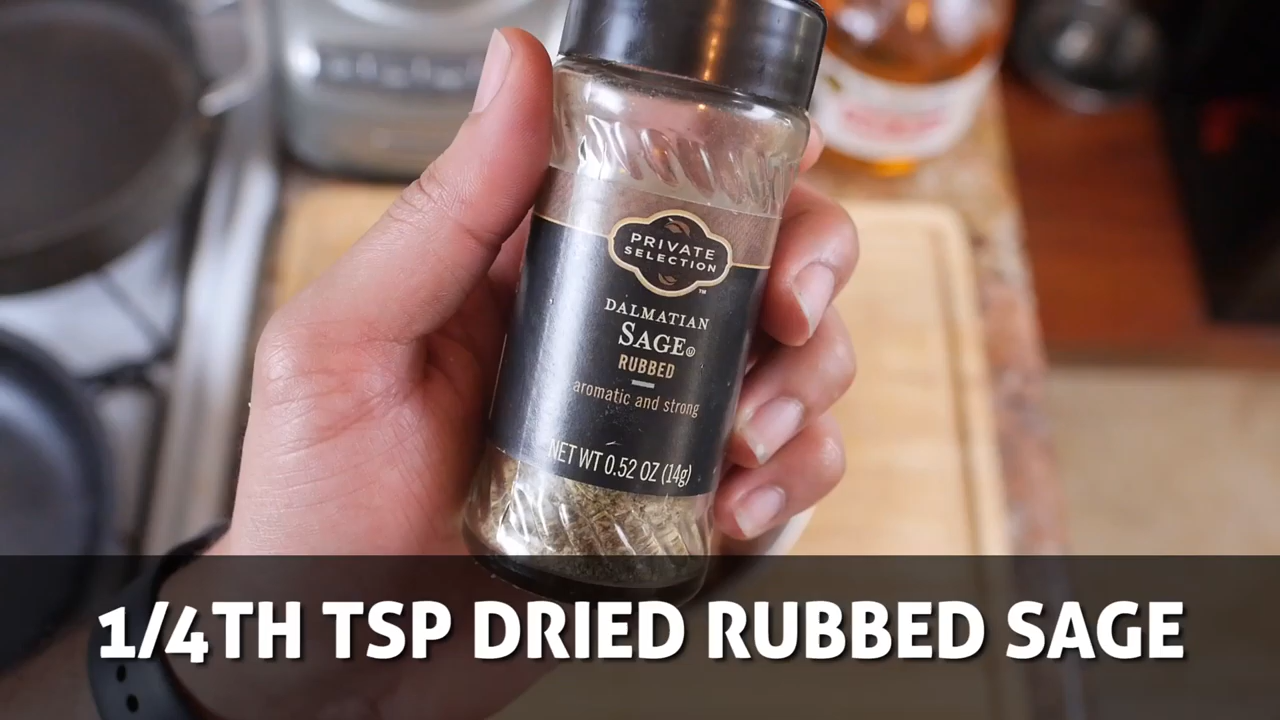 PRIVATE
SELECTION
™
DALMATIAN
SAGE
RUBBED
aromatic and strong
NET WT 0.52 OZ (14g)
1/4TH TSP DRIED RUBBED SAGE